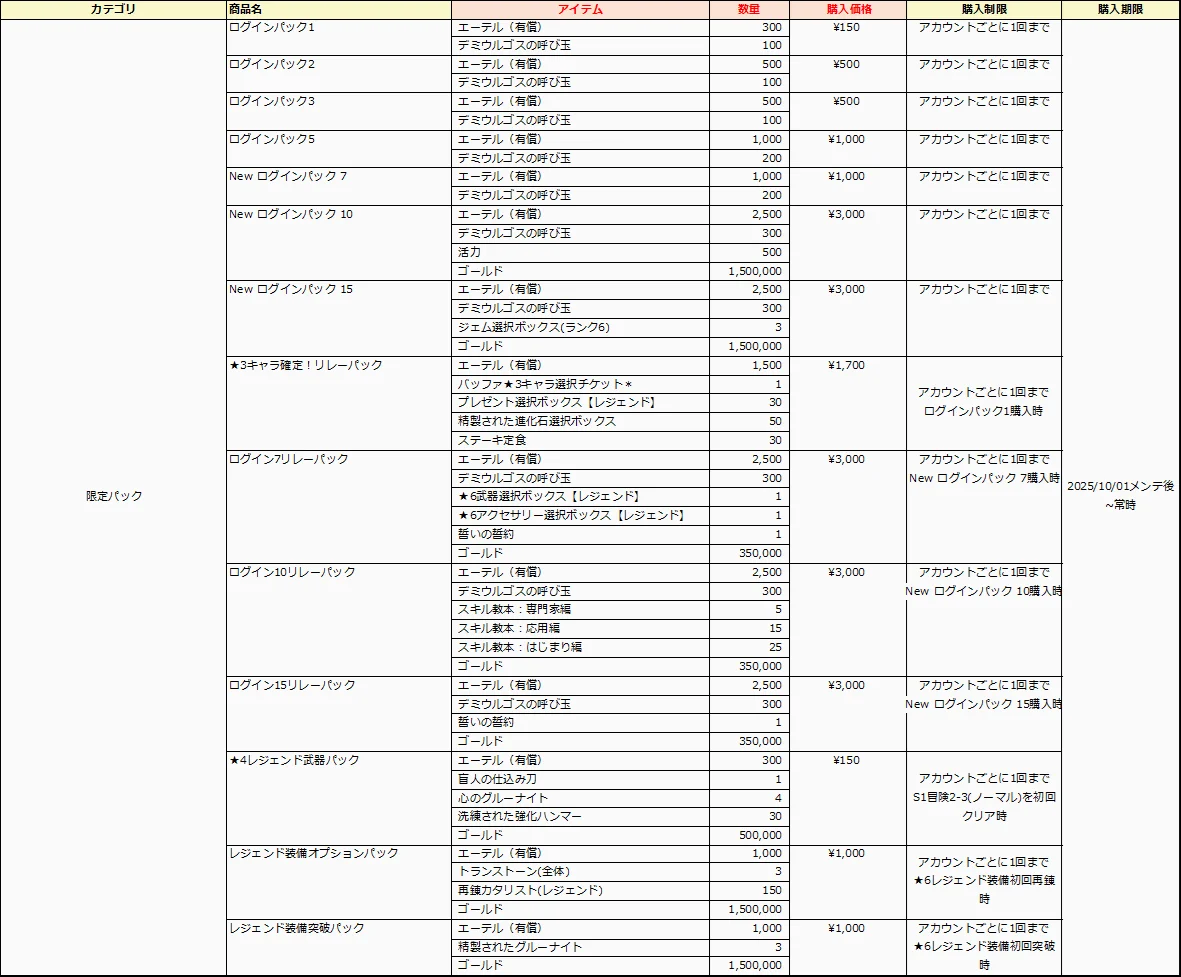 カテゴリ 商品名 アイテム 数量 購入価格 購入制限 購入期限
ログインパック1 エーテル（有償） 300 ¥150 アカウントごとに1回まで
デミウルゴスの呼び玉 100
ログインパック2 エーテル（有償） 500 ¥500 アカウントごとに1回まで
デミウルゴスの呼び玉 100
ログインパック3 エーテル（有償） 500 ¥500 アカウントごとに1回まで
デミウルゴスの呼び玉 100
ログインパック5 エーテル（有償） 1,000 ¥1,000 アカウントごとに1回まで
デミウルゴスの呼び玉 200
New ログインパック 7 エーテル（有償） 1,000 ¥1,000 アカウントごとに1回まで
デミウルゴスの呼び玉 200
New ログインパック 10 エーテル（有償） 2,500 ¥3,000 アカウントごとに1回まで
デミウルゴスの呼び玉 300
活力 500
ゴールド 1,500,000
New ログインパック 15 エーテル（有償） 2,500 ¥3,000 アカウントごとに1回まで
デミウルゴスの呼び玉 300
ジェム選択ボックス(ランク6) 3
ゴールド 1,500,000
★3キャラ確定！リレーパック エーテル（有償） 1,500 ¥1,700
バッファ★3キャラ選択チケット＊ 1
アカウントごとに1回まで
プレゼント選択ボックス【レジェンド】 30
ログインパック1購入時
精製された進化石選択ボックス 50
ステーキ定食 30
ログイン7リレーパック エーテル（有償） 2,500 ¥3,000 アカウントごとに1回まで
デミウルゴスの呼び玉 300 New ログインパック 7購入時
限定パック ★6武器選択ボックス【レジェンド】 1 2025/10/01メンテ後
★6アクセサリー選択ボックス【レジェンド】 1 ~常時
誓いの誓約 1
ゴールド 350,000
ログイン10リレーパック エーテル（有償） 2,500 ¥3,000 アカウントごとに1回まで
デミウルゴスの呼び玉 300 New ログインパック 10購入時
スキル教本：専門家編 5
スキル教本：応用編 15
スキル教本：はじまり編 25
ゴールド 350,000
ログイン15リレーパック エーテル（有償） 2,500 ¥3,000 アカウントごとに1回まで
デミウルゴスの呼び玉 300 New ログインパック 15購入時
誓いの誓約 1
ゴールド 350,000
★4レジェンド武器パック エーテル（有償） 300 ¥150
盲人の仕込み刀 1 アカウントごとに1回まで
心のグルーナイト 4 S1冒険2-3(ノーマル)を初回
洗練された強化ハンマー 30 クリア時
ゴールド 500,000
レジェンド装備オプションパック エーテル（有償） 1,000 ¥1,000 アカウントごとに1回まで
トランストーン(全体) 3 ★6レジェンド装備初回再錬
再錬カタリスト(レジェンド) 150 時
ゴールド 1,500,000
レジェンド装備突破パック エーテル（有償） 1,000 ¥1,000 アカウントごとに1回まで
精製されたグルーナイト 3 ★6レジェンド装備初回突破
ゴールド 1,500,000 時